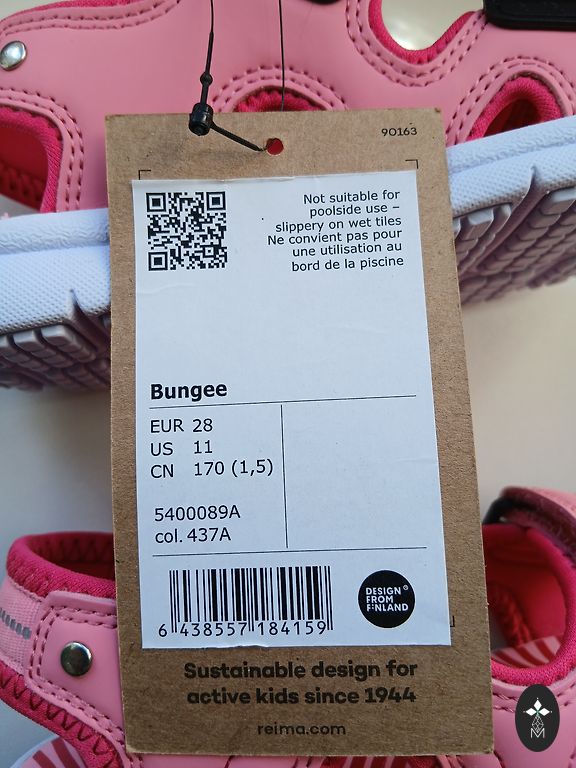 90163
Not suitable for
poolside use –
slippery on wet tiles
Ne convient pas pour
une utilisation au
bord de la piscine
Bungee
EUR 28
US 11
CN 170 (1,5)
5400089A
col. 437A
6 438557 184159
DESIGN
FROM
FINLAND
Sustainable design for
active kids since 1944
reima.com